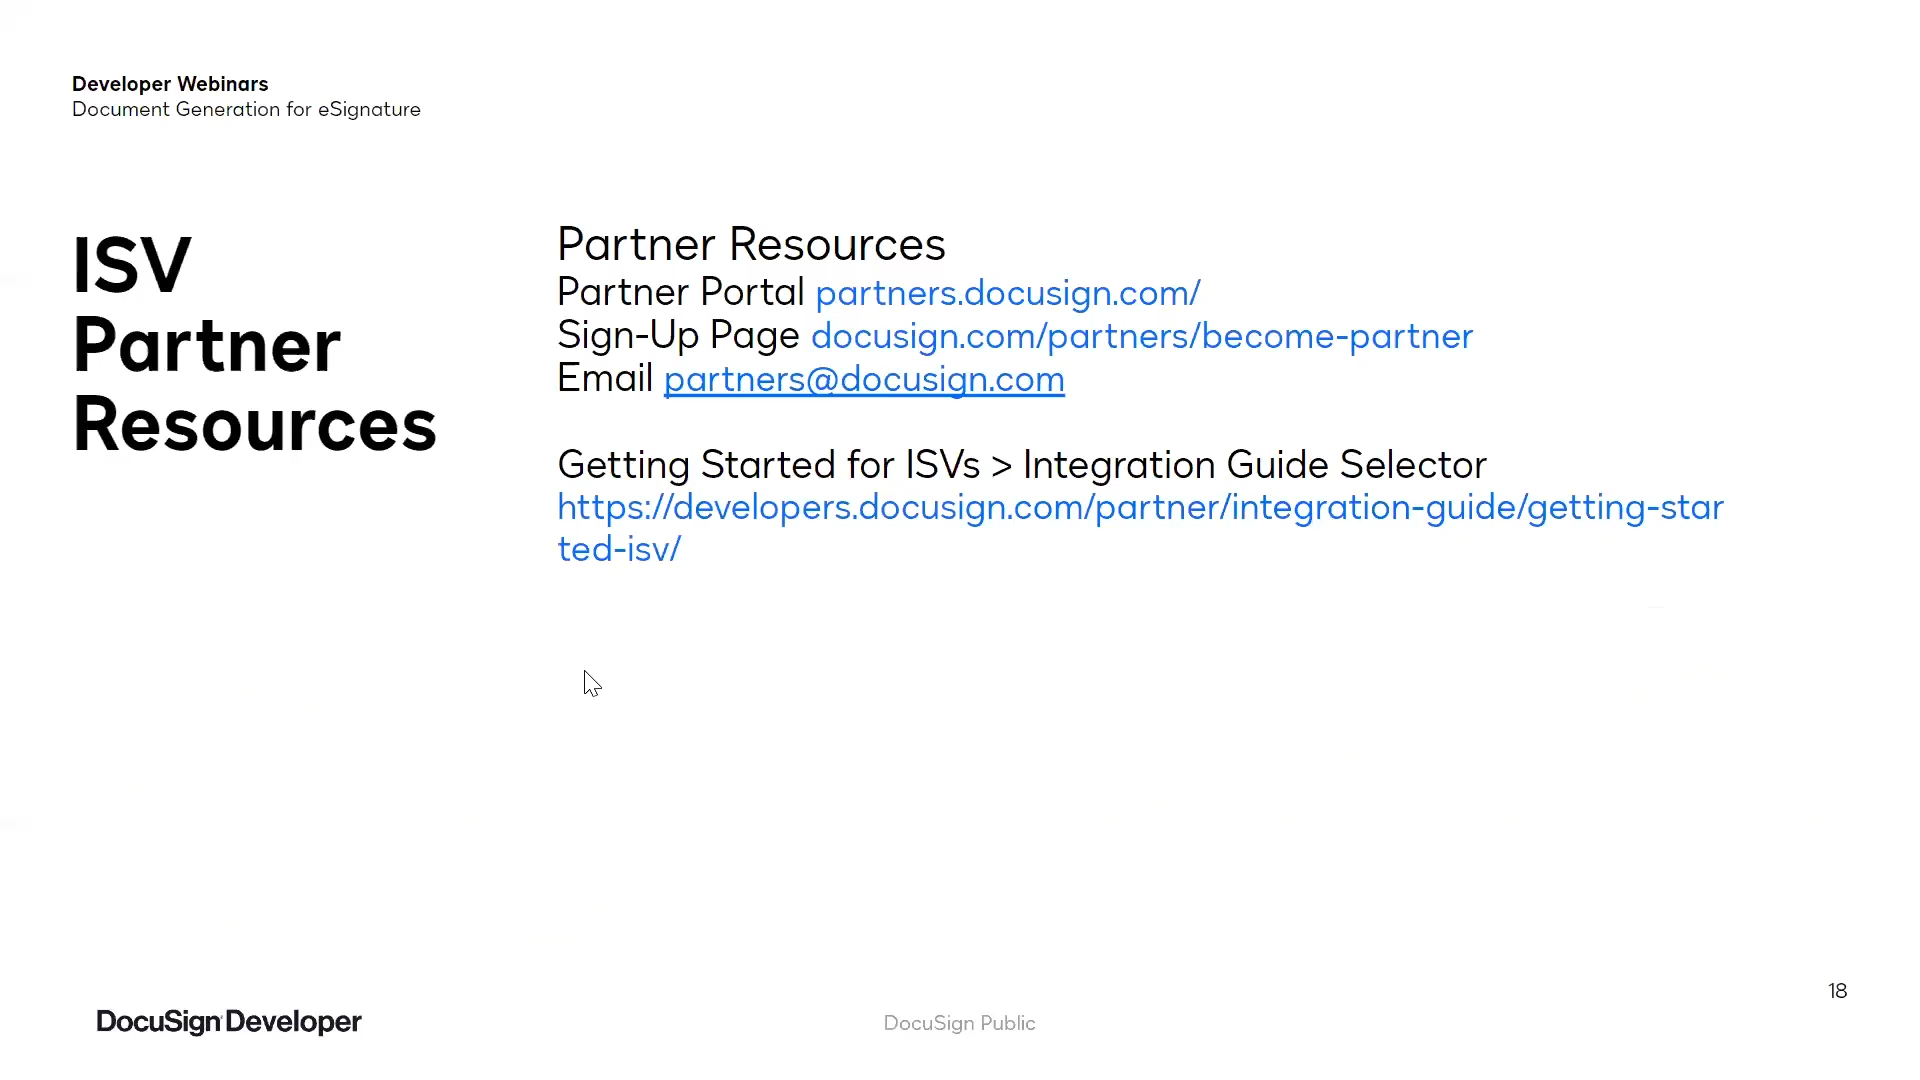 Developer Webinars
Document Generation for eSignature
ISV
Partner
Resources
Partner Resources
Partner Portal partners.docusign.com/
Sign-Up Page docusign.com/partners/become-partner
Email partners@docusign.com
Getting Started for ISVs > Integration Guide Selector
https://developers.docusign.com/partner/integration-guide/getting-star
ted-isv/
18
DocuSign Developer
DocuSign Public